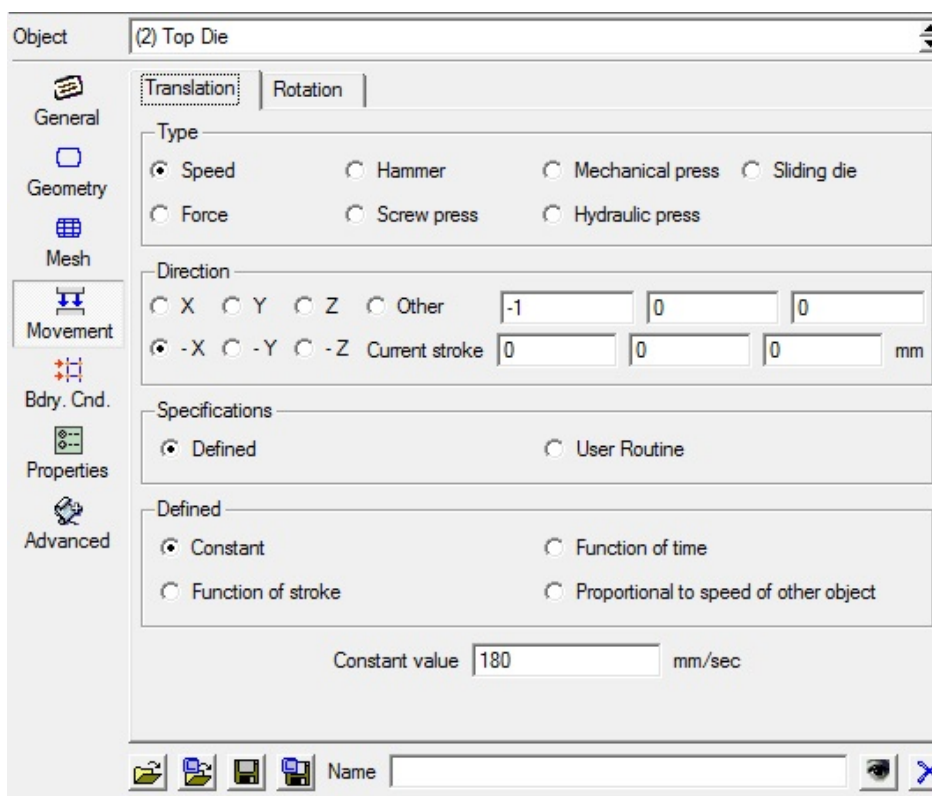 Object (2) Top Die
General
Geometry
Mesh
Movement
Bdry. Cnd.
Properties
Advanced
Translation Rotation
Type
Speed Hammer Mechanical press Sliding die
Force Screw press Hydraulic press
Direction
X Y Z Other -1 0 0
-X -Y -Z Current stroke 0 0 0 mm
Specifications
Defined User Routine
Defined
Constant Function of time
Function of stroke Proportional to speed of other object
Constant value 180 mm/sec
Name